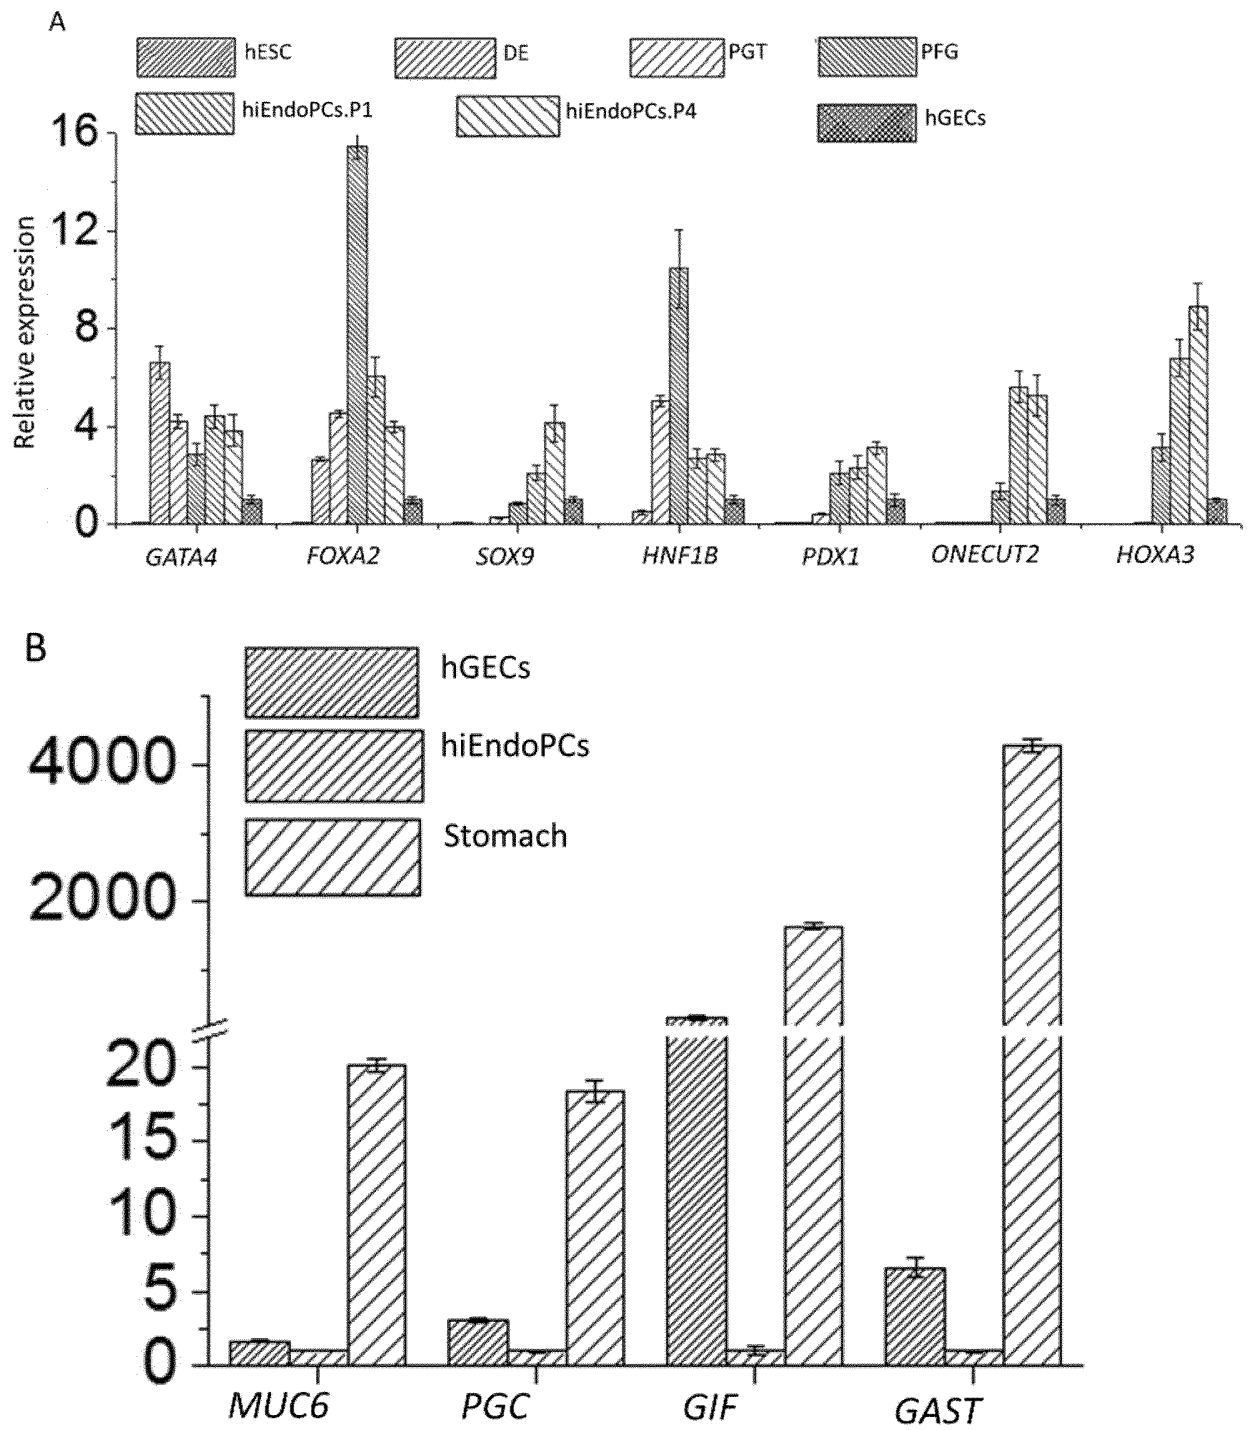 A
hESC DE PGT PFG
hiEndoPCs.P1 hiEndoPCs.P4 hGECs
16
12
8
4
0
Relative expression
GATA4 FOXA2 SOX9 HNF1B PDX1 ONECUT2 HOXA3
B
hGECs
hiEndoPCs
Stomach
4000
2000
20
15
10
5
0
MUC6 PGC GIF GAST